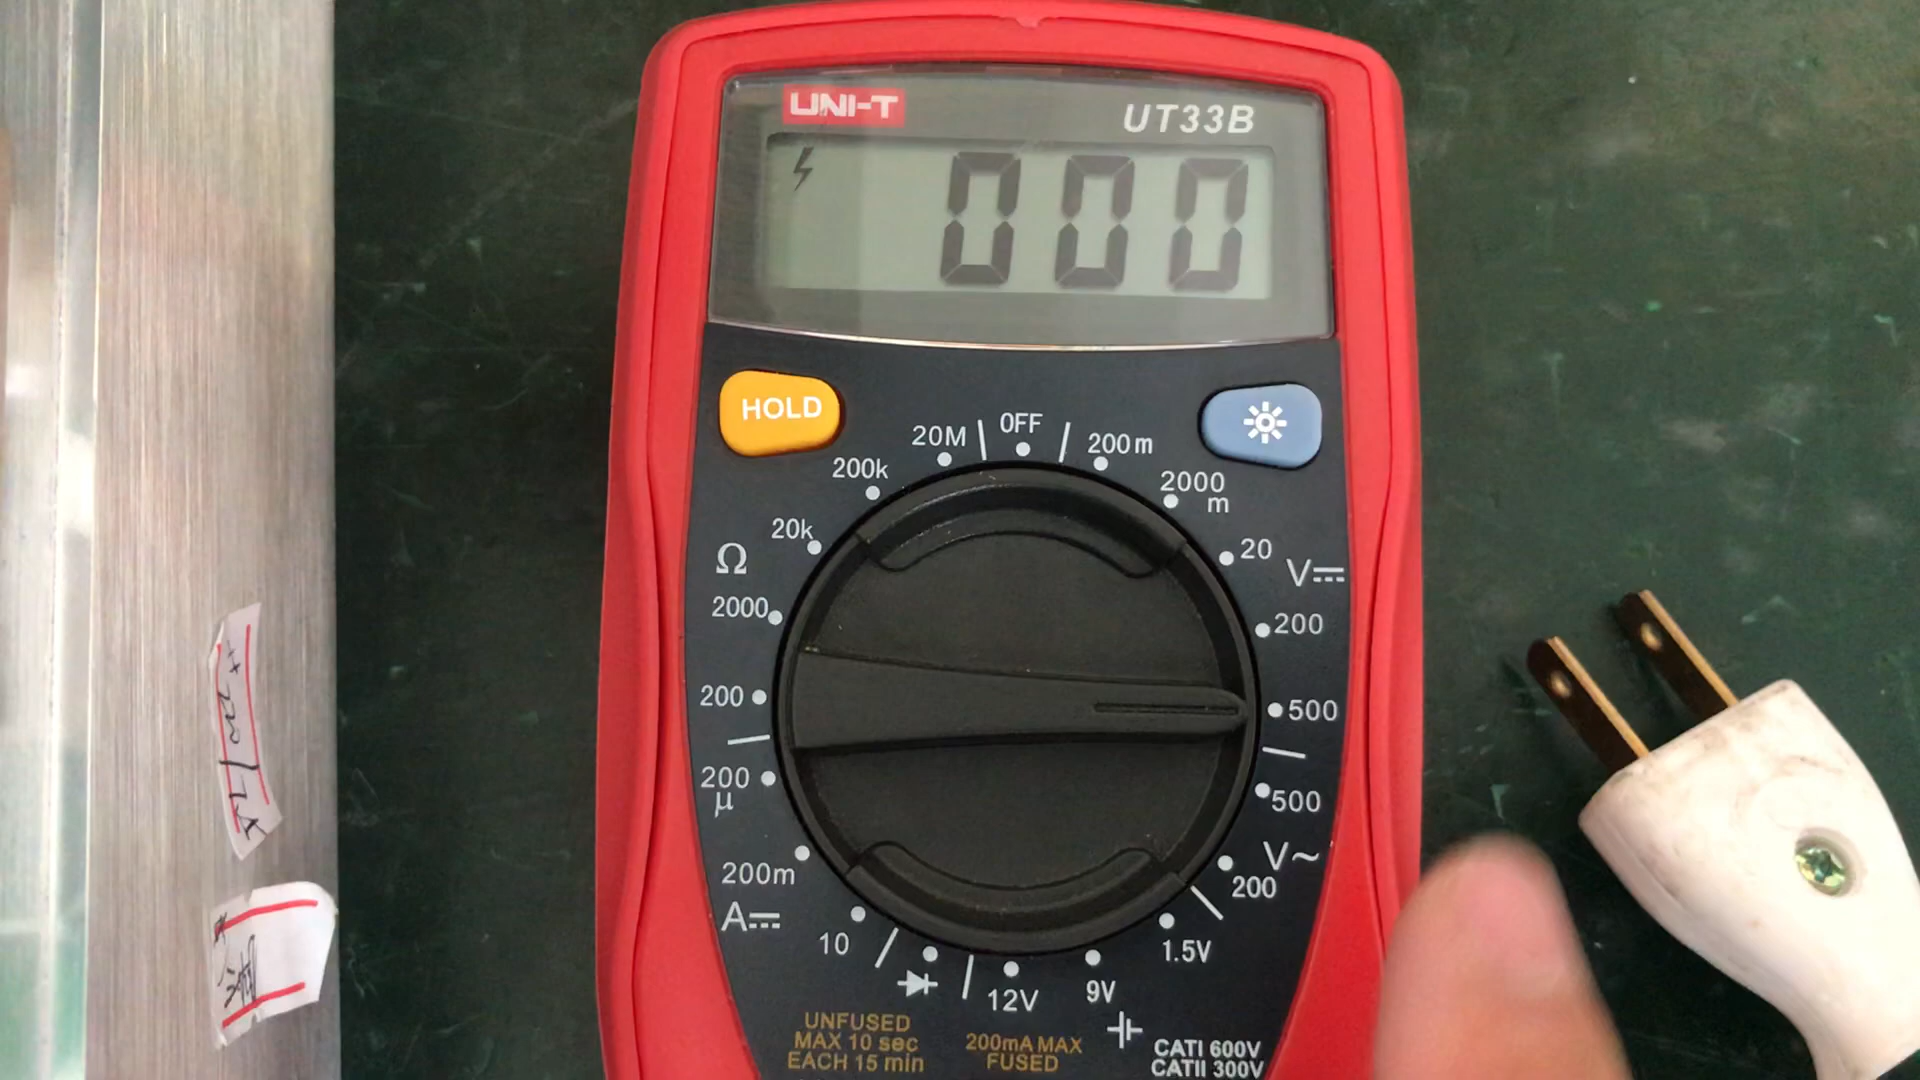 UNI-T
UT33B
000
HOLD
OFF
20M
200m
200k
2000
m
20k
20
Ω
V⎓
2000
200
200
500
200
μ
500
V~
200m
200
A⎓
10
1.5V
12V
9V
UNFUSED
MAX 10 sec
EACH 15 min
200mA MAX
FUSED
CATI 600V
CATII 300V